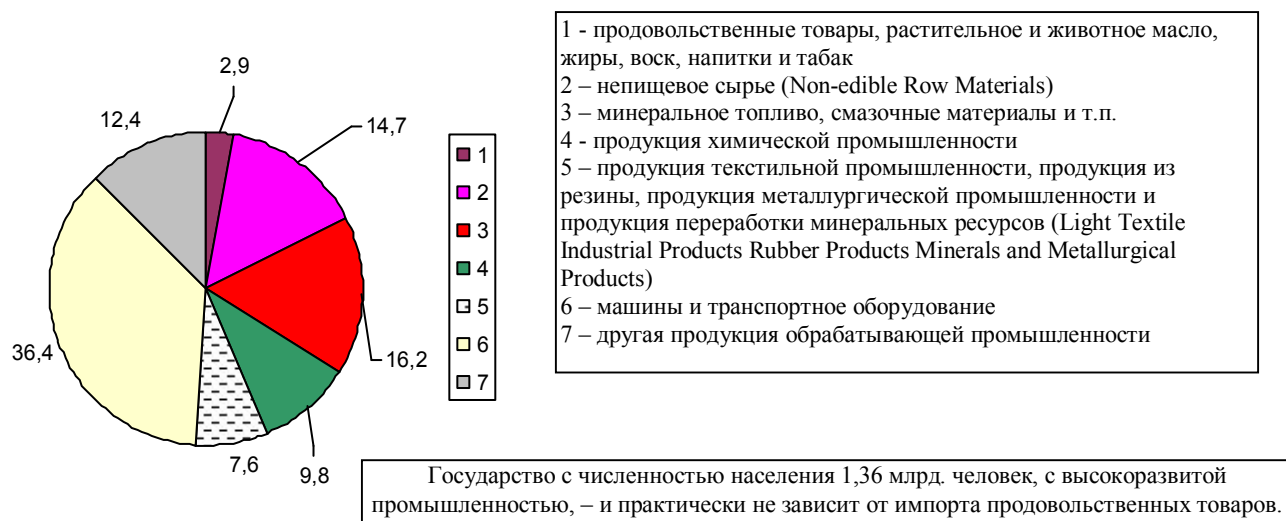 2,9
14,7
16,2
9,8
7,6
36,4
12,4
1
2
3
4
5
6
7
1 - продовольственные товары, растительное и животное масло,
жиры, воск, напитки и табак
2 – непищевое сырье (Non-edible Row Materials)
3 – минеральное топливо, смазочные материалы и т.п.
4 - продукция химической промышленности
5 – продукция текстильной промышленности, продукция из
резины, продукция металлургической промышленности и
продукция переработки минеральных ресурсов (Light Textile
Industrial Products Rubber Products Minerals and Metallurgical
Products)
6 – машины и транспортное оборудование
7 – другая продукция обрабатывающей промышленности
Государство с численностью населения 1,36 млрд. человек, с высокоразвитой
промышленностью, – и практически не зависит от импорта продовольственных товаров.